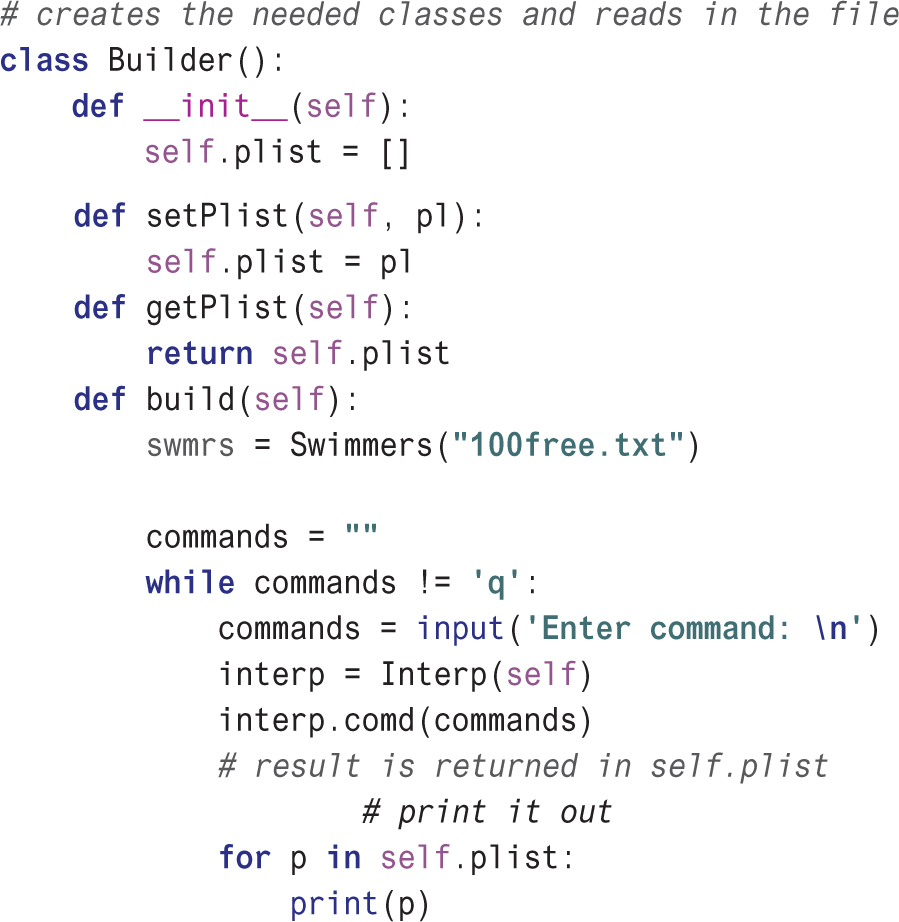 # creates the needed classes and reads in the file
class Builder():
    def __init__(self):
        self.plist = []
    def setPlist(self, pl):
        self.plist = pl
    def getPlist(self):
        return self.plist
    def build(self):
        swmrs = Swimmers("100free.txt")
        commands = ""
        while commands != 'q':
            commands = input('Enter command: \n')
            interp = Interp(self)
            interp.comd(commands)
            # result is returned in self.plist
                    # print it out
            for p in self.plist:
                print(p)